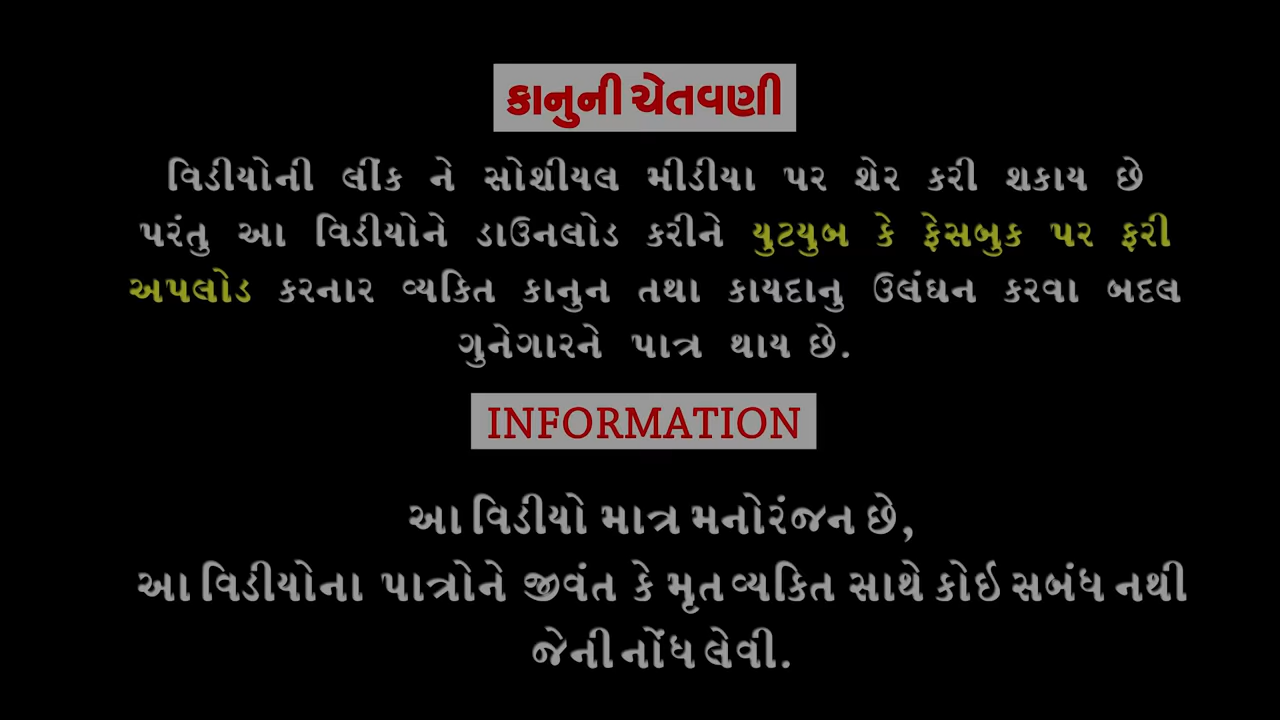 કાનુની ચેતવણી
વિડીયોની લીંક ને સોશીયલ મીડીયા પર શેર કરી શકાય છે
પરંતુ આ વિડીયોને ડાઉનલોડ કરીને યુટયુબ કે ફેસબુક પર ફરી
અપલોડ કરનાર વ્યકિત કાનુન તથા કાયદાનુ ઉલંઘન કરવા બદલ
ગુનેગારને પાત્ર થાય છે.
INFORMATION
આ વિડીયો માત્ર મનોરંજન છે,
આ વિડીયોના પાત્રોને જીવંત કે મૃત વ્યકિત સાથે કોઇ સબંધ નથી
જેની નોંધ લેવી.